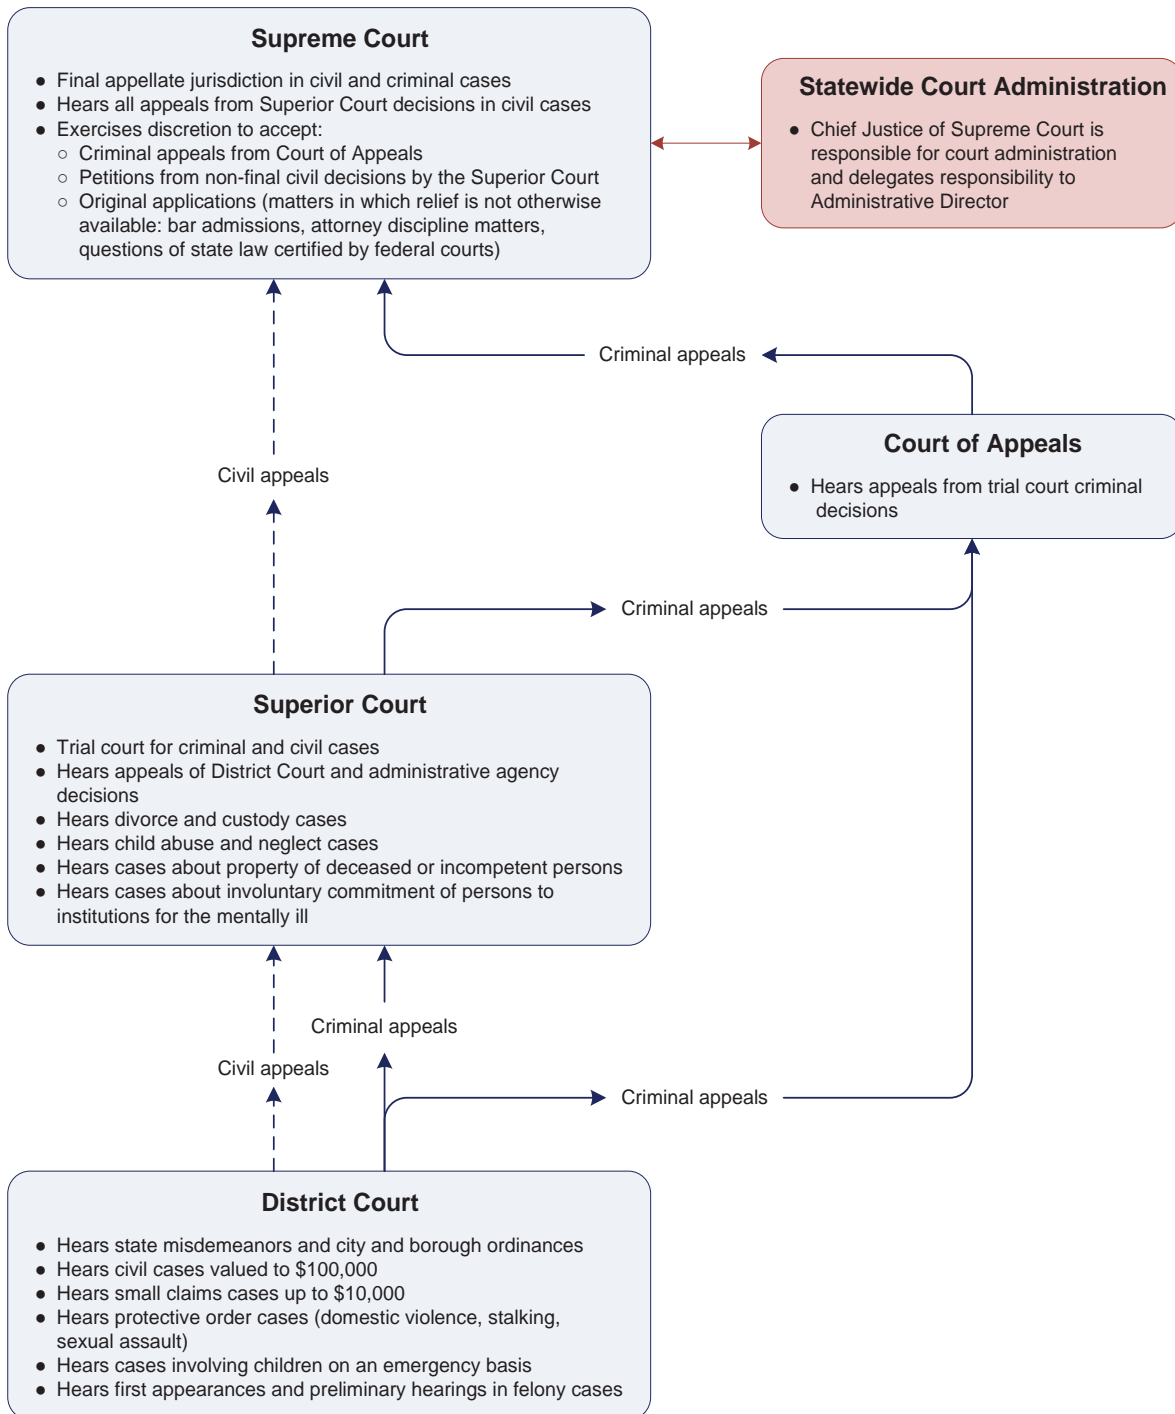 Supreme Court
● Final appellate jurisdiction in civil and criminal cases
● Hears all appeals from Superior Court decisions in civil cases
● Exercises discretion to accept:
○ Criminal appeals from Court of Appeals
○ Petitions from non-final civil decisions by the Superior Court
○ Original applications (matters in which relief is not otherwise
available: bar admissions, attorney discipline matters,
questions of state law certified by federal courts)
Statewide Court Administration
● Chief Justice of Supreme Court is
responsible for court administration
and delegates responsibility to
Administrative Director
Criminal appeals
Court of Appeals
● Hears appeals from trial court criminal
decisions
Civil appeals
Criminal appeals
Superior Court
● Trial court for criminal and civil cases
● Hears appeals of District Court and administrative agency
decisions
● Hears divorce and custody cases
● Hears child abuse and neglect cases
● Hears cases about property of deceased or incompetent persons
● Hears cases about involuntary commitment of persons to
institutions for the mentally ill
Criminal appeals
Civil appeals
Criminal appeals
District Court
● Hears state misdemeanors and city and borough ordinances
● Hears civil cases valued to $100,000
● Hears small claims cases up to $10,000
● Hears protective order cases (domestic violence, stalking,
sexual assault)
● Hears cases involving children on an emergency basis
● Hears first appearances and preliminary hearings in felony cases